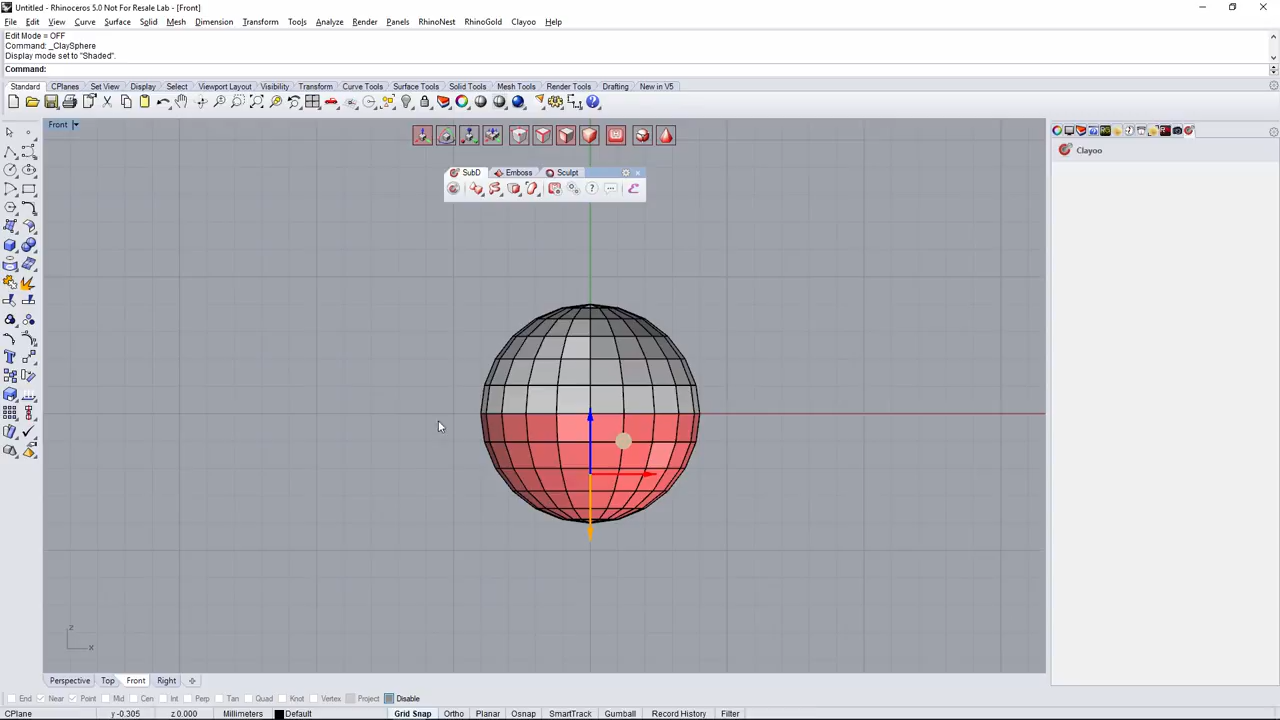 Untitled - Rhinoceros 5.0 Not For Resale Lab - [Front]
File Edit View Curve Surface Solid Mesh Dimension Transform Tools Analyze Render Panels RhinoNest RhinoGold Clayoo Help
Edit Mode = OFF
Command: _ClaySphere
Display mode set to "Shaded".
Command:
Standard CPlanes Set View Display Select Viewport Layout Visibility Transform Curve Tools Surface Tools Solid Tools Mesh Tools Render Tools Drafting New in V5
Front
SubD Emboss Sculpt
Clayoo
z
x
Perspective Top Front Right
End Near Point Mid Cen Int Perp Tan Quad Knot Vertex Project Disable
CPlane y -0.305 z 0.000 Millimeters Default Grid Snap Ortho Planar Osnap SmartTrack Gumball Record History Filter